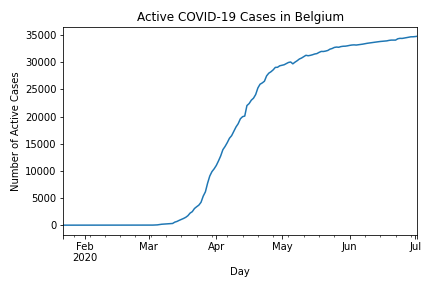 Active COVID-19 Cases in Belgium
35000
30000
25000
20000
15000
10000
5000
0
Number of Active Cases
Feb Mar Apr May Jun Jul
2020
Day